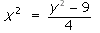 x² = (y² − 9)/4